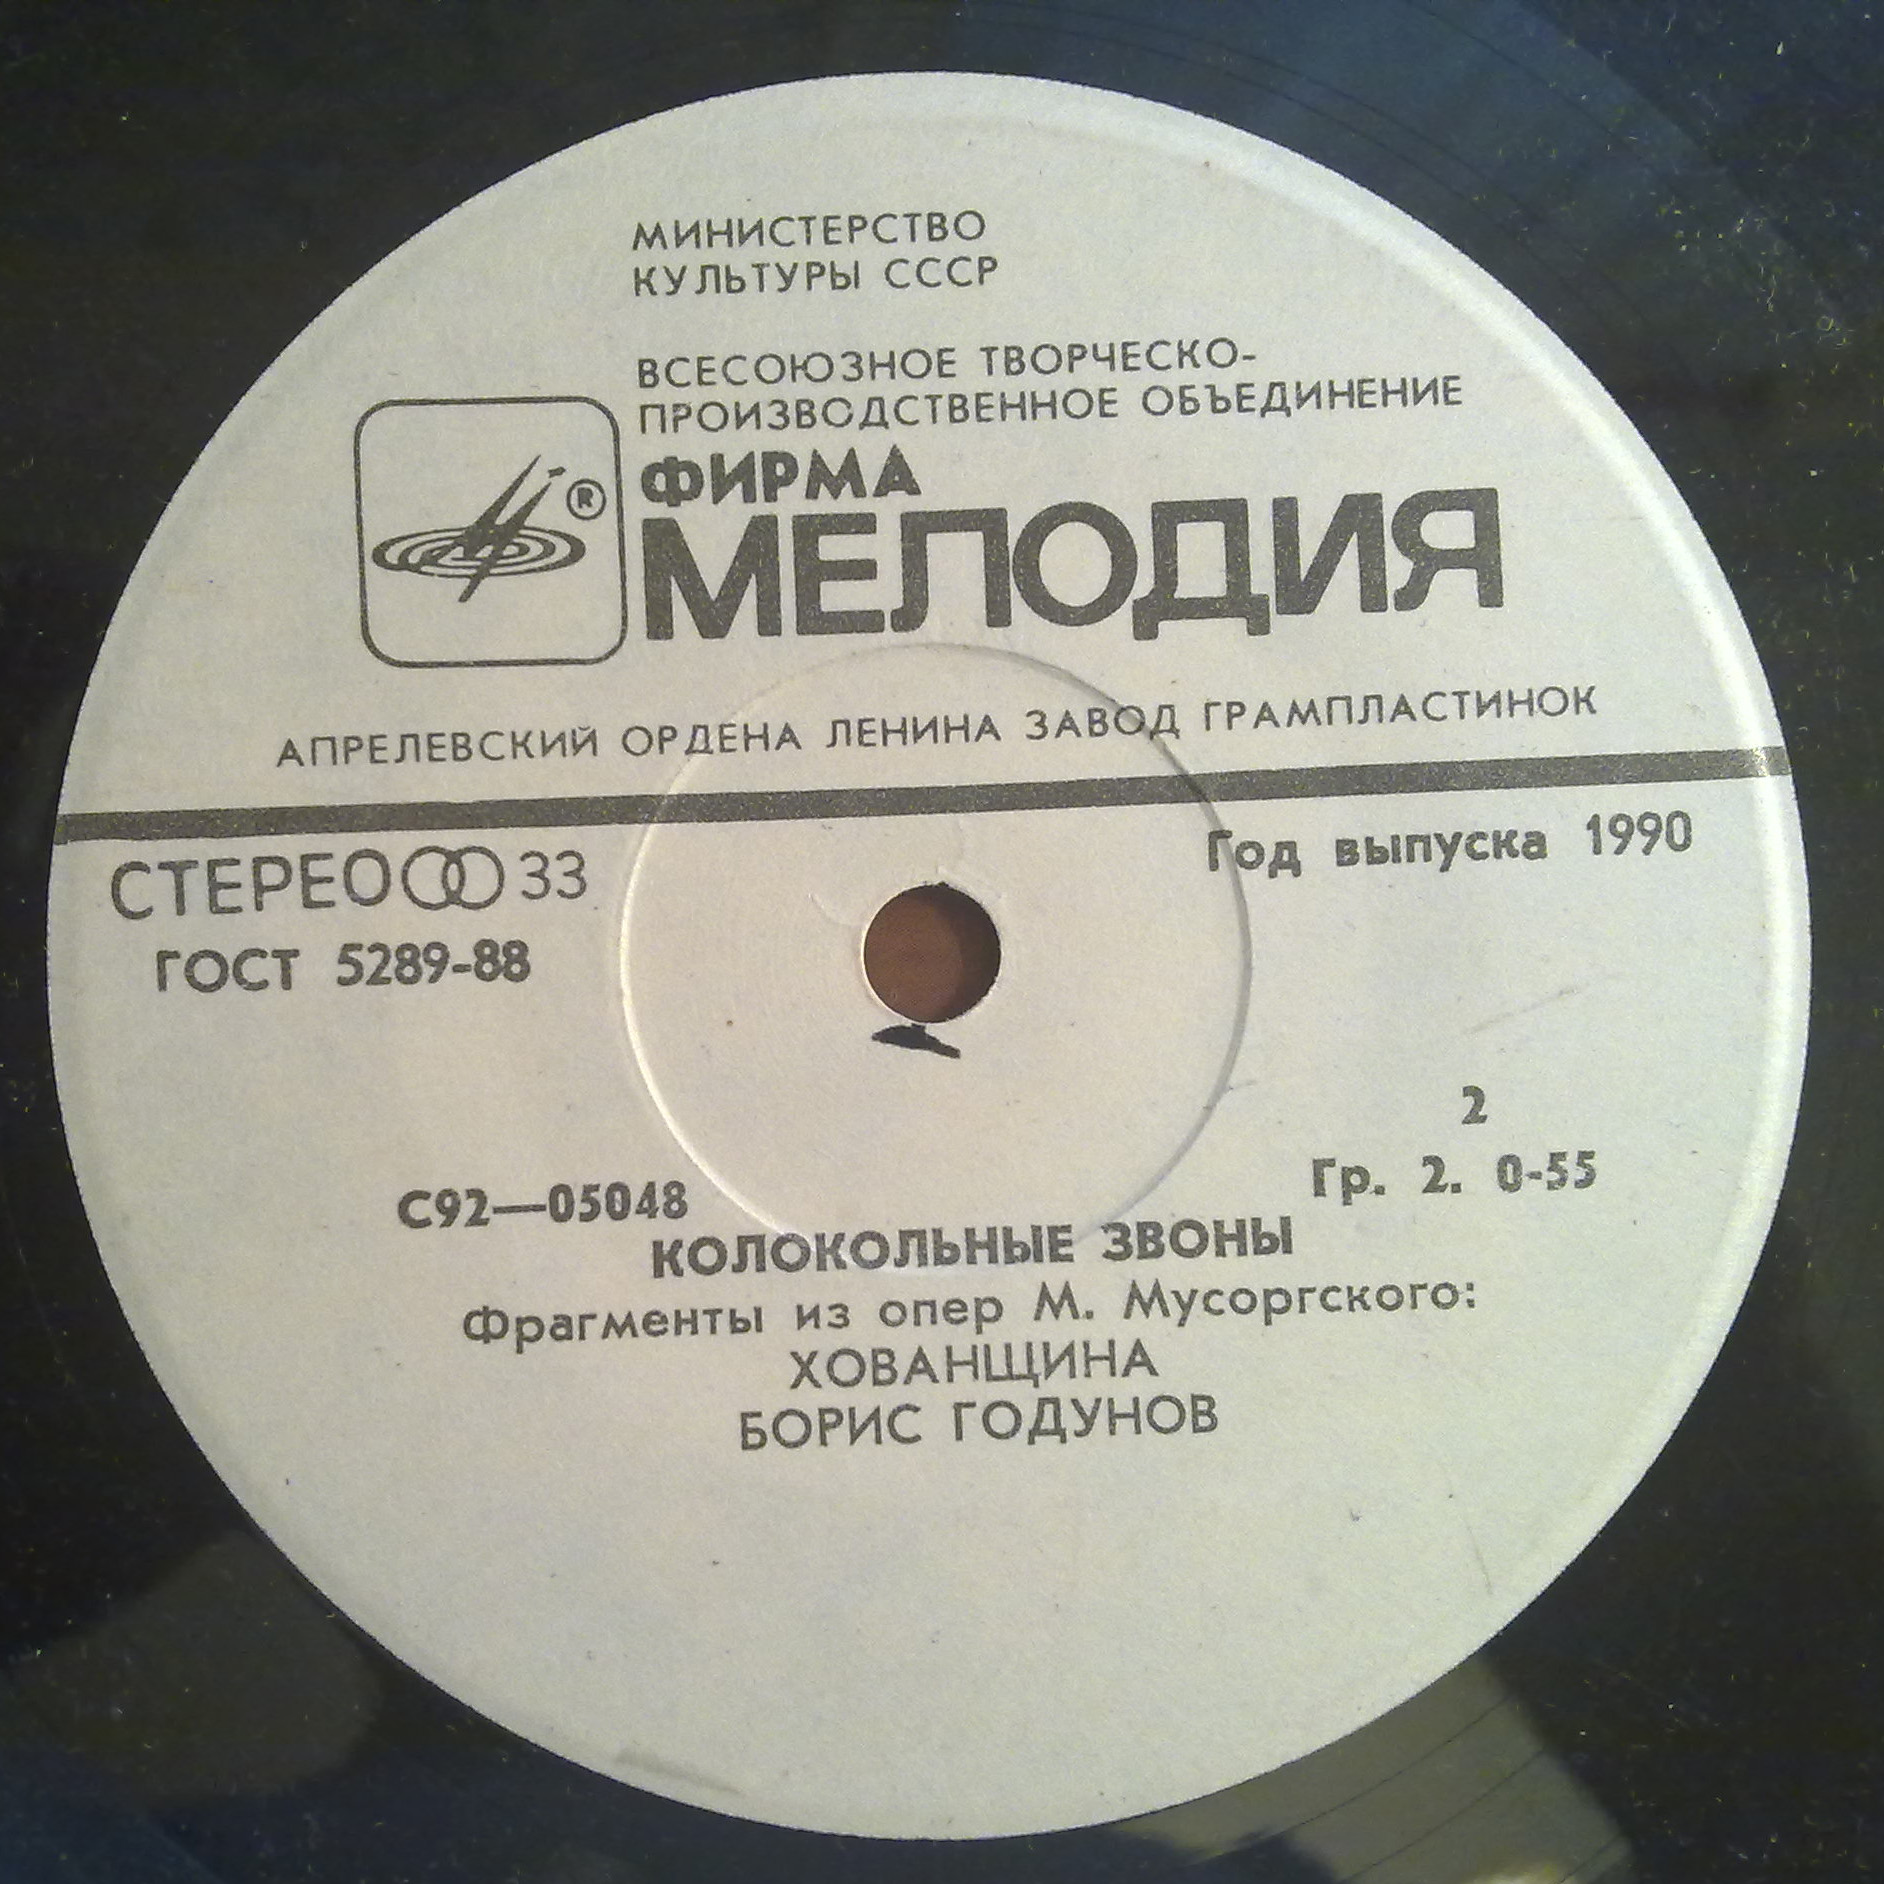 МИНИСТЕРСТВО
КУЛЬТУРЫ СССР
ВСЕСОЮЗНОЕ ТВОРЧЕСКО-
ПРОИЗВОДСТВЕННОЕ ОБЪЕДИНЕНИЕ
ФИРМА
®
МЕЛОДИЯ
АПРЕЛЕВСКИЙ ОРДЕНА ЛЕНИНА ЗАВОД ГРАМПЛАСТИНОК
СТЕРЕО 33
Год выпуска 1990
ГОСТ 5289-88
2
С92—05048
Гр. 2. 0-55
КОЛОКОЛЬНЫЕ ЗВОНЫ
Фрагменты из опер М. Мусоргского:
ХОВАНЩИНА
БОРИС ГОДУНОВ